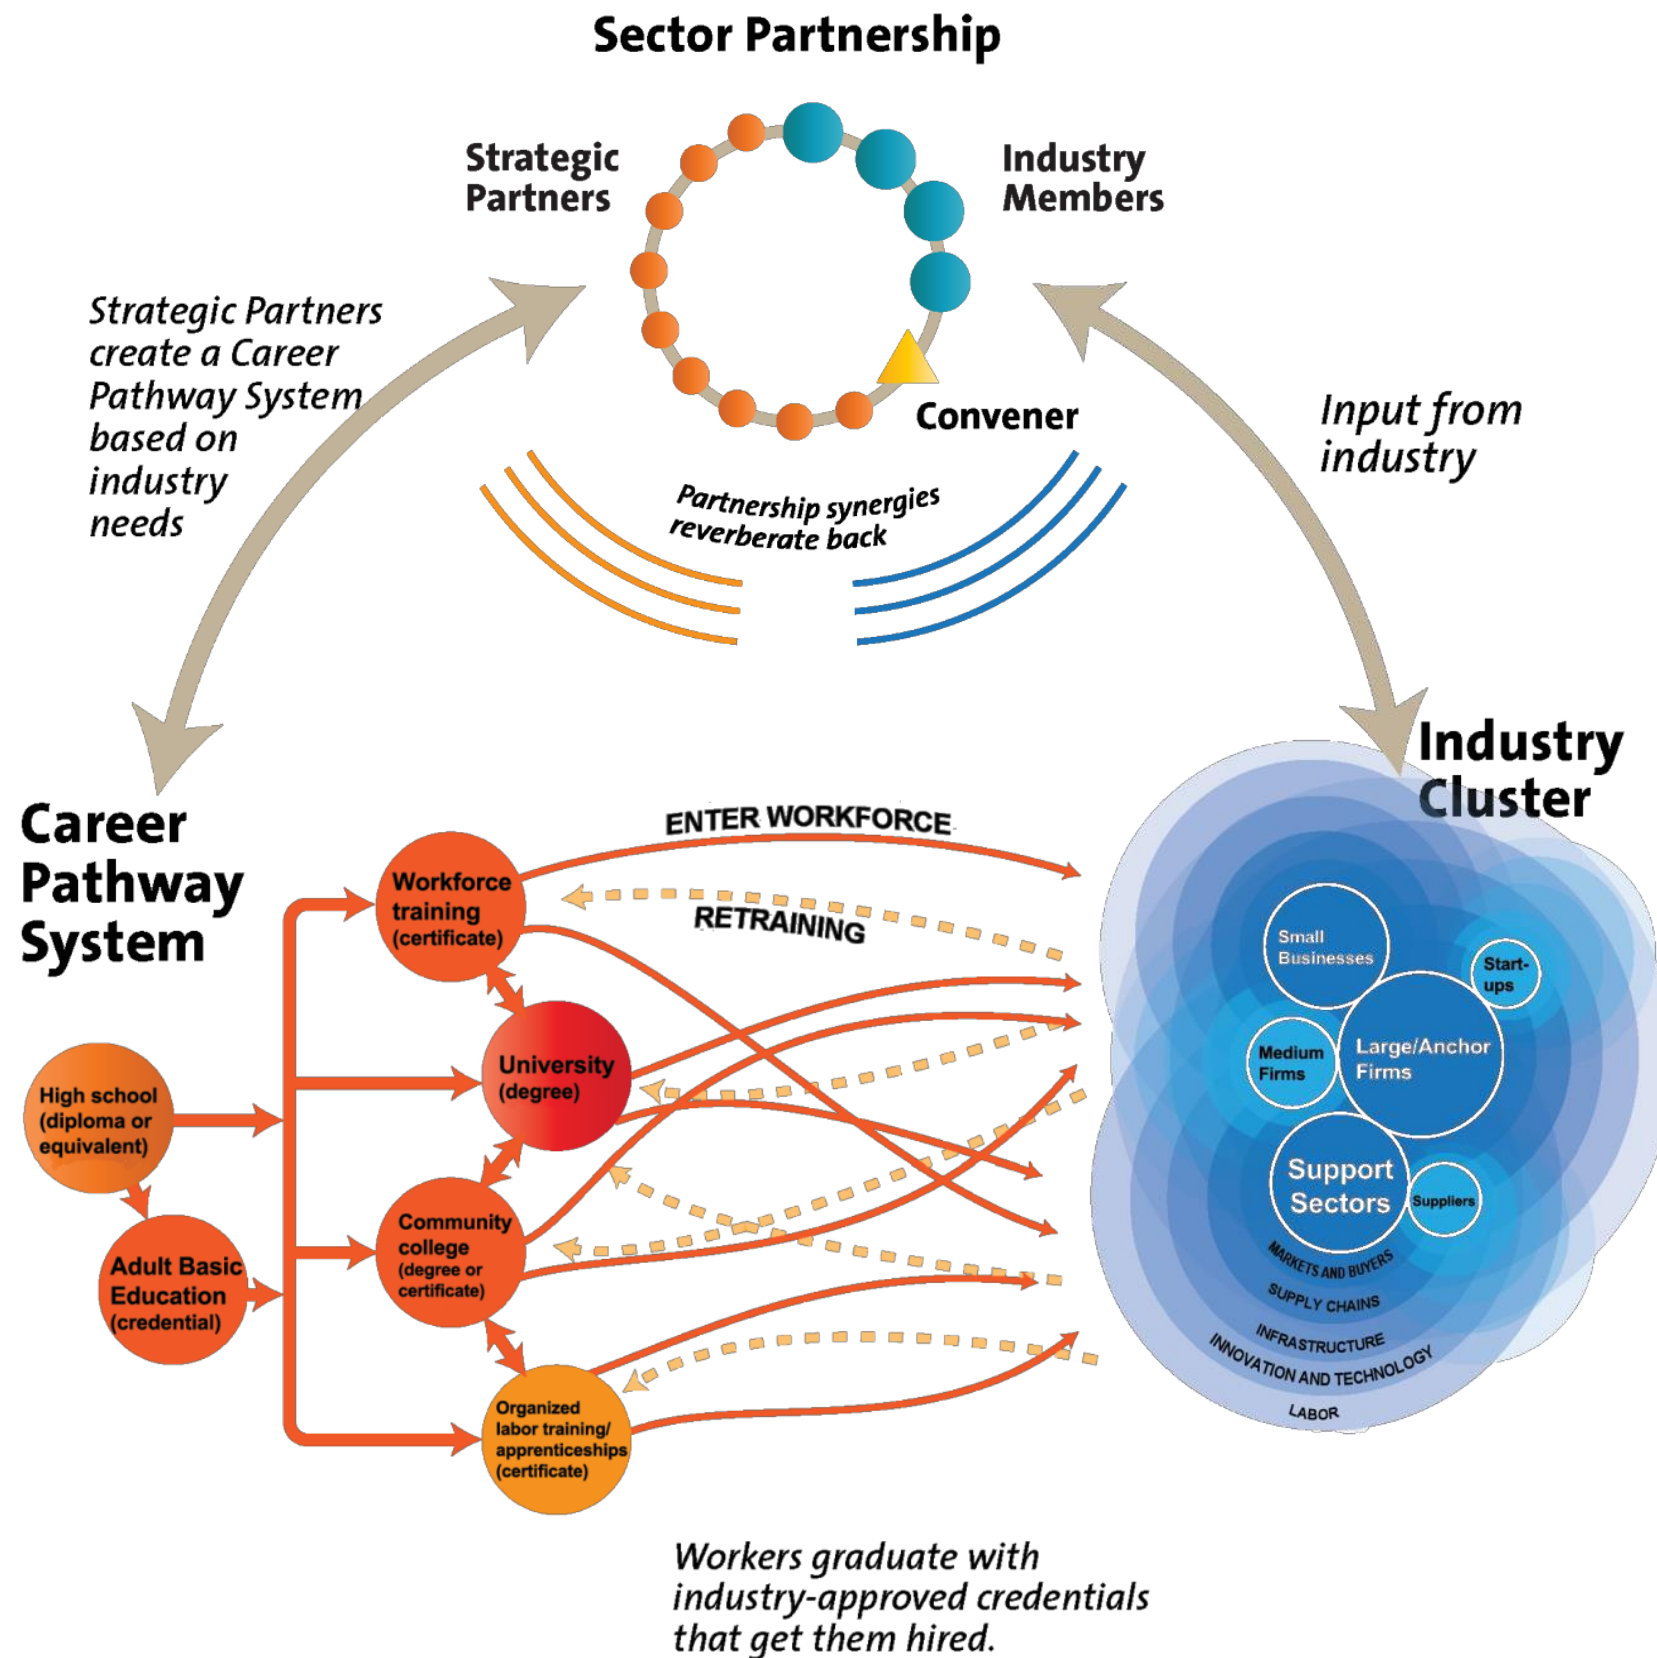 Sector Partnership
Strategic
Partners
Industry
Members
Convener
Strategic Partners
create a Career
Pathway System
based on
industry
needs
Input from
industry
Partnership synergies
reverberate back
Career
Pathway
System
Industry
Cluster
ENTER WORKFORCE
RETRAINING
Workforce
training
(certificate)
University
(degree)
High school
(diploma or
equivalent)
Adult Basic
Education
(credential)
Community
college
(degree or
certificate)
Organized
labor training/
apprenticeships
(certificate)
Small
Businesses
Start-
ups
Medium
Firms
Large/Anchor
Firms
Support
Sectors
Suppliers
MARKETS AND BUYERS
SUPPLY CHAINS
INFRASTRUCTURE
INNOVATION AND TECHNOLOGY
LABOR
Workers graduate with
industry-approved credentials
that get them hired.